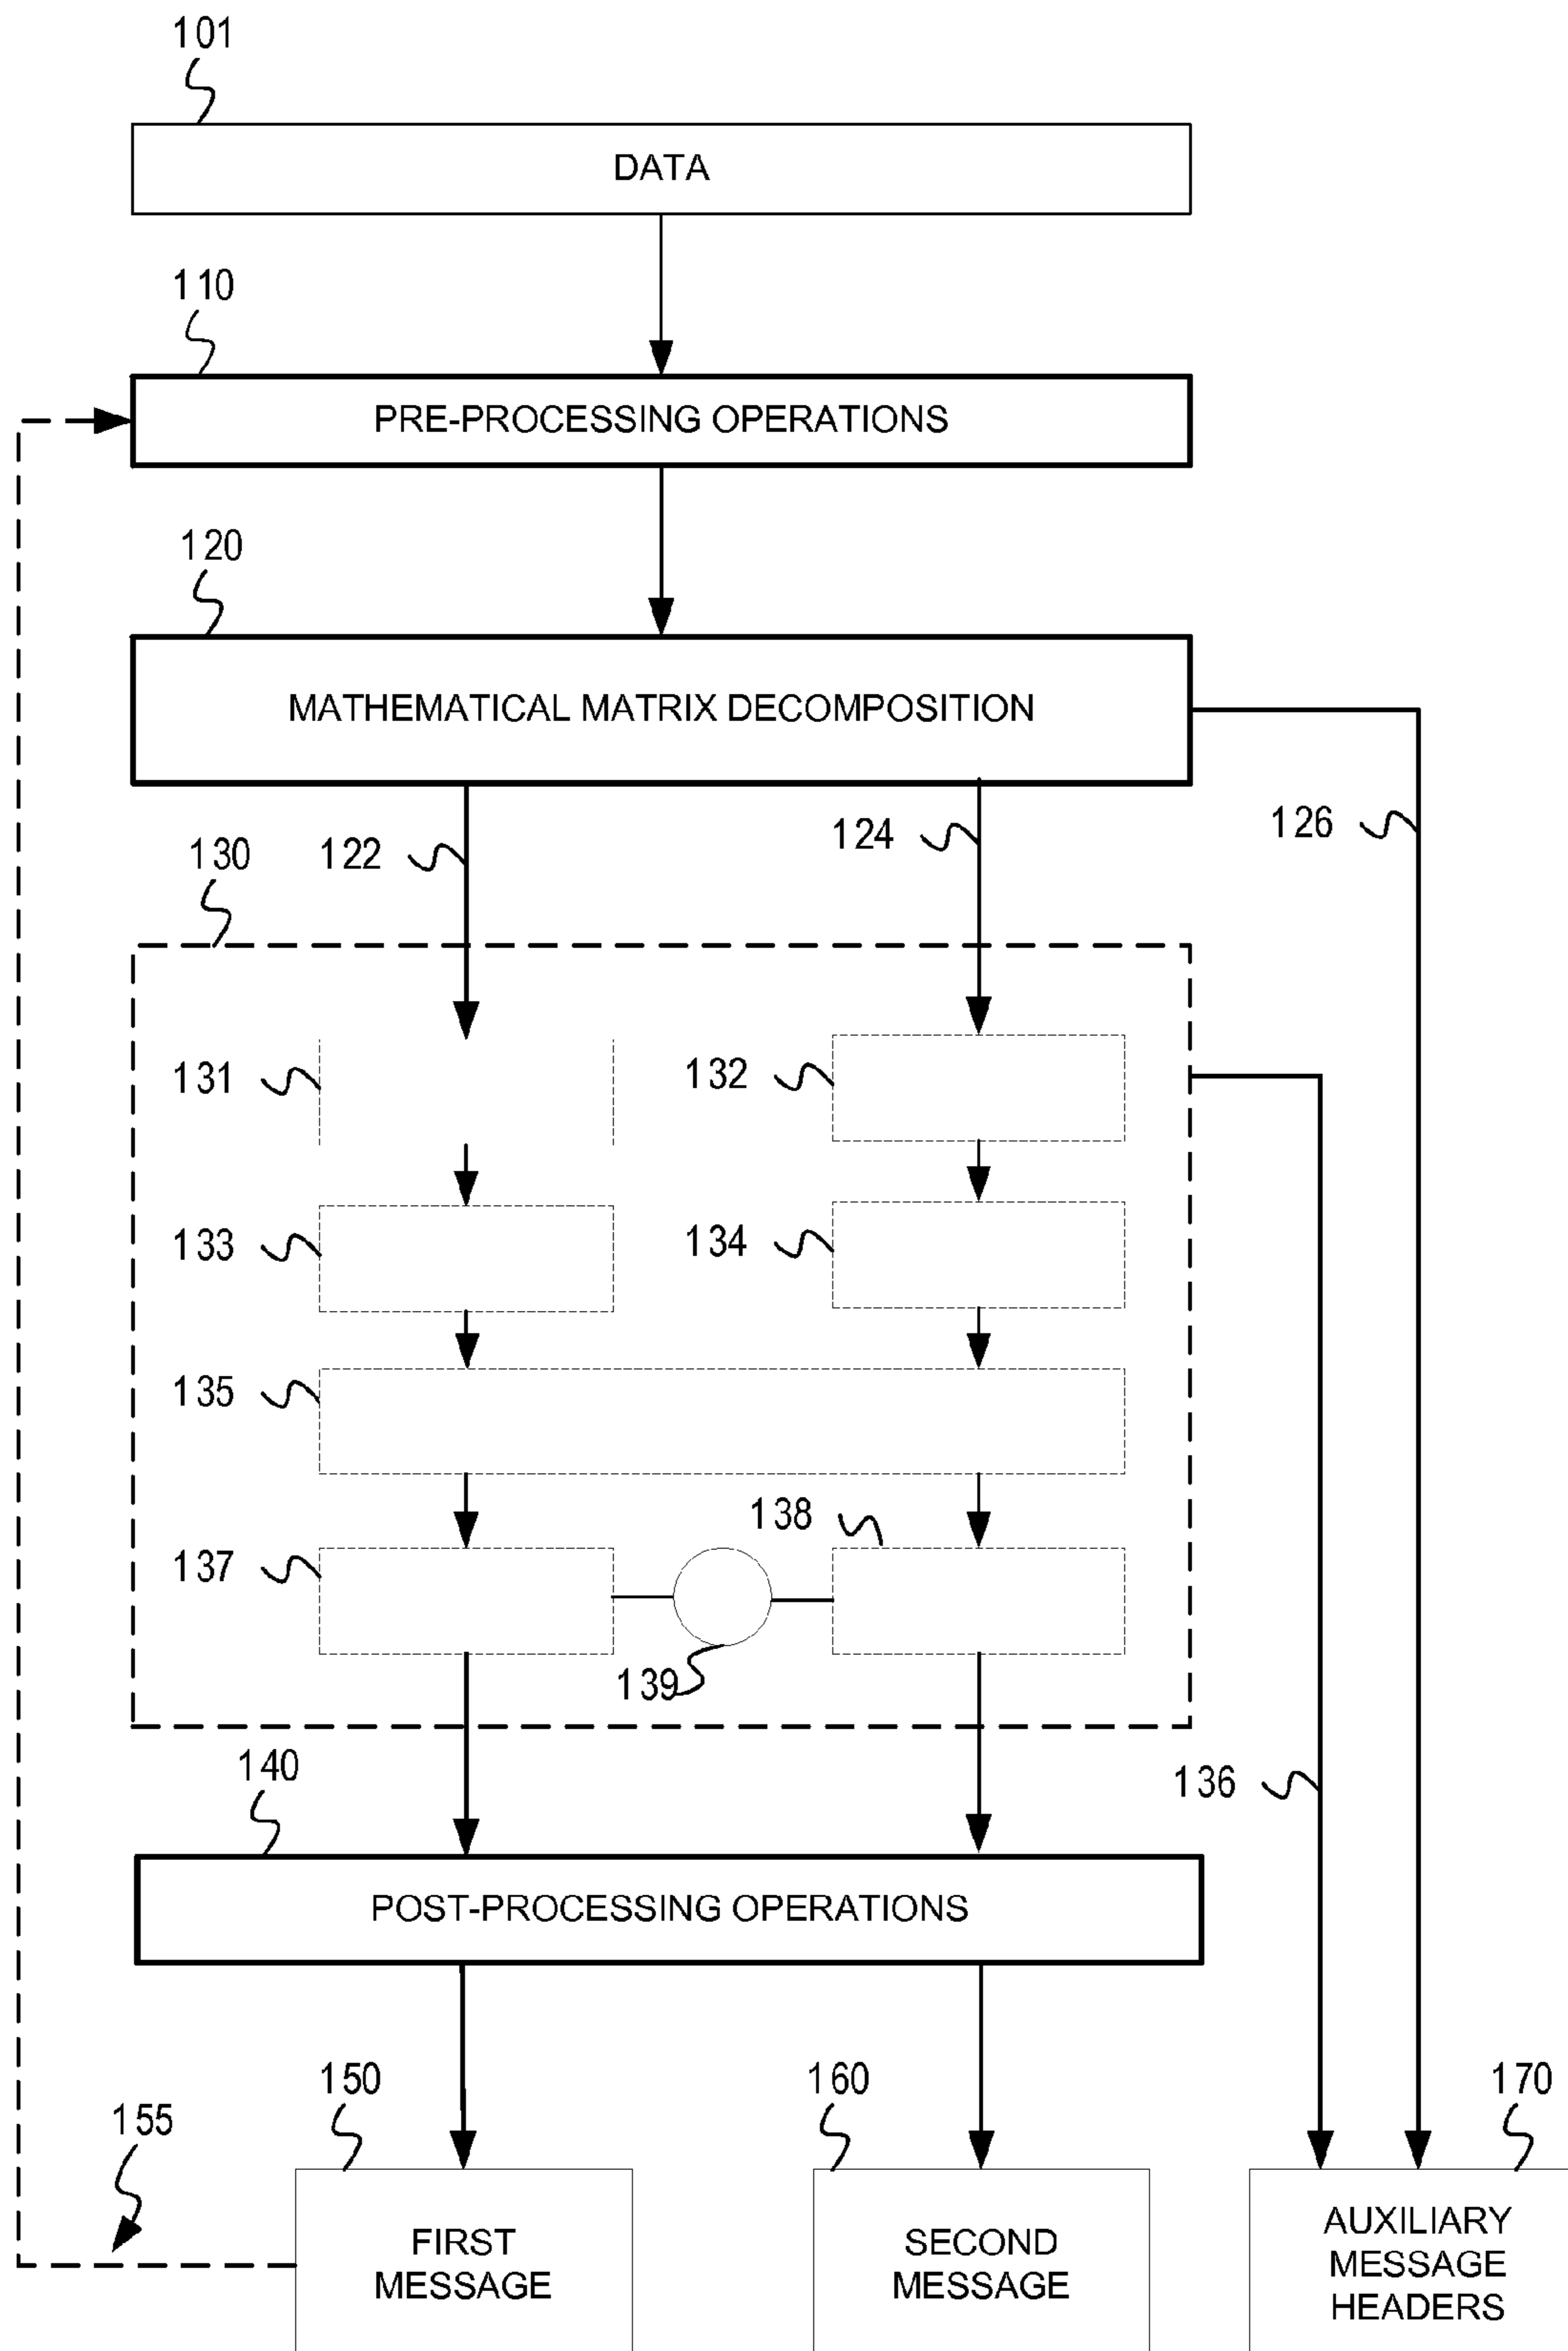 101
DATA
110
PRE-PROCESSING OPERATIONS
120
MATHEMATICAL MATRIX DECOMPOSITION
122
124
126
130
131
132
133
134
135
138
137
139
136
140
POST-PROCESSING OPERATIONS
150
160
170
155
FIRST
MESSAGE
SECOND
MESSAGE
AUXILIARY
MESSAGE
HEADERS